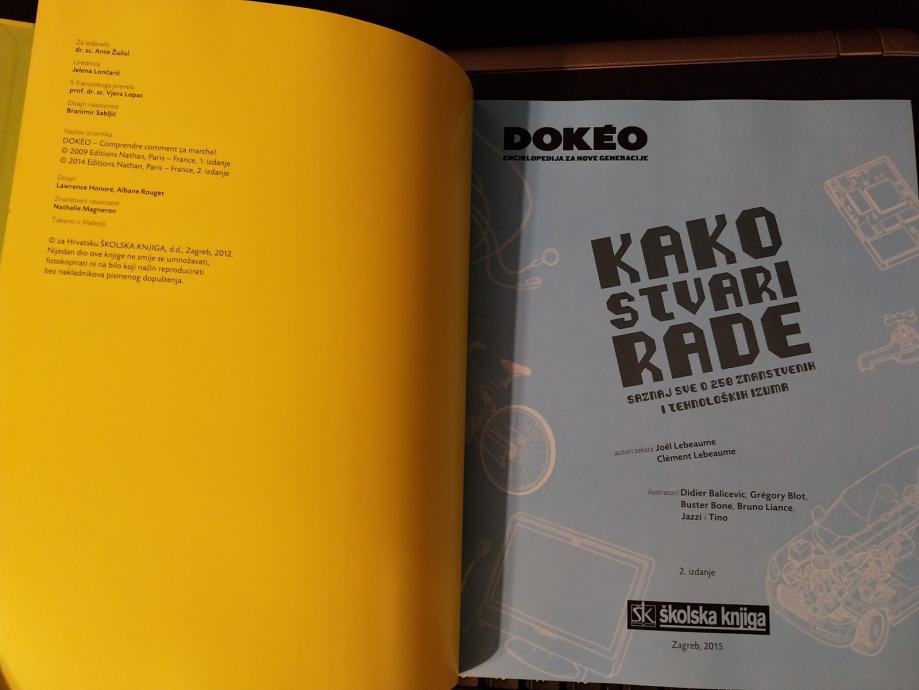 Za izdavača
dr. sc. Ante Žužul
Urednica
Jelena Lončarić
S francuskoga prevela
prof. dr. sc. Vjera Lopac
Dizajn naslovnice
Branimir Sabljić
Naslov izvornika
DOKÉO – Comprendre comment ça marche!
© 2009 Editions Nathan, Paris – France, 1. izdanje
© 2014 Editions Nathan, Paris – France, 2. izdanje
Dizajn
Lawrence Honoré, Albane Rouget
Znanstveni recenzent
Nathalie Magneron
Tiskano u Maleziji
© za Hrvatsku ŠKOLSKA KNJIGA, d.d., Zagreb, 2012.
Nijedan dio ove knjige ne smije se umnožavati,
fotokopirati ni na bilo koji način reproducirati
bez nakladnikova pismenog dopuštenja.
DOKÉO
ENCIKLOPEDIJA ZA NOVE GENERACIJE
KAKO
STVARI
RADE
SAZNAJ SVE O 250 ZNANSTVENIH
I TEHNOLOŠKIH IZUMA
autori teksta Joël Lebeaume
Clément Lebeaume
ilustratori Didier Balicevic, Grégory Blot,
Buster Bone, Bruno Liance,
Jazzi i Tino
2. izdanje
ŠK školska knjiga
Zagreb, 2015.